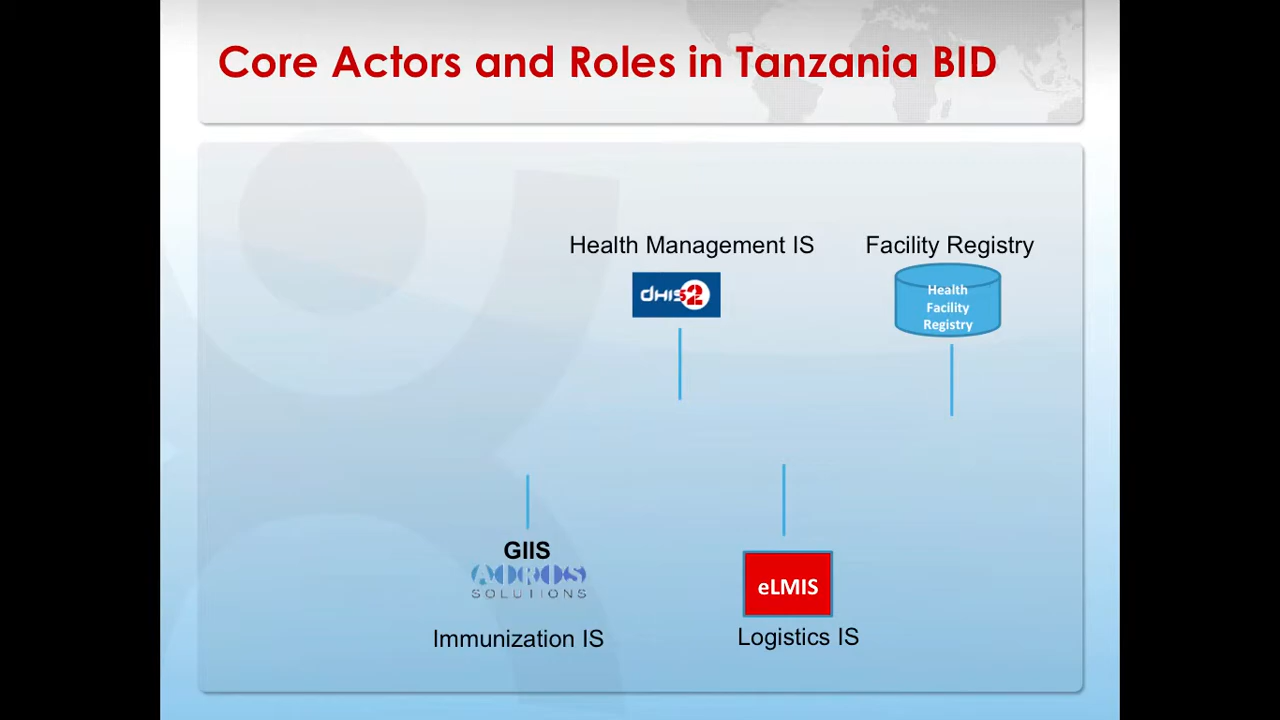 Core Actors and Roles in Tanzania BID
Health Management IS
Facility Registry
dHIS2
Health
Facility
Registry
GIIS
AIRIS
SOLUTIONS
eLMIS
Immunization IS
Logistics IS